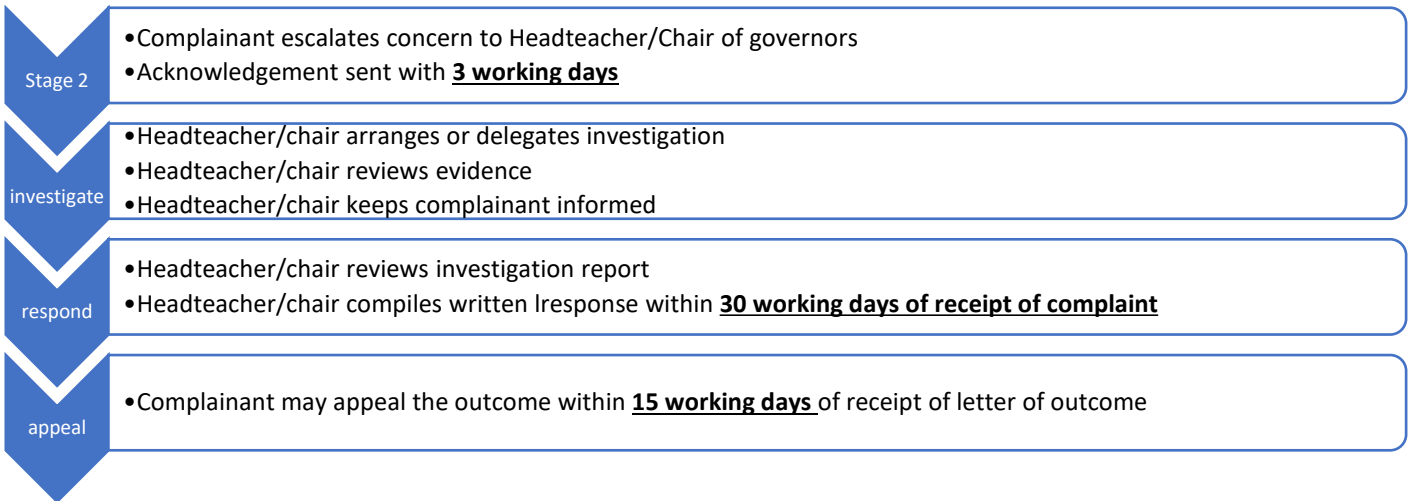 Stage 2
•Complainant escalates concern to Headteacher/Chair of governors
•Acknowledgement sent with 3 working days
investigate
•Headteacher/chair arranges or delegates investigation
•Headteacher/chair reviews evidence
•Headteacher/chair keeps complainant informed
respond
•Headteacher/chair reviews investigation report
•Headteacher/chair compiles written lresponse within 30 working days of receipt of complaint
appeal
•Complainant may appeal the outcome within 15 working days of receipt of letter of outcome